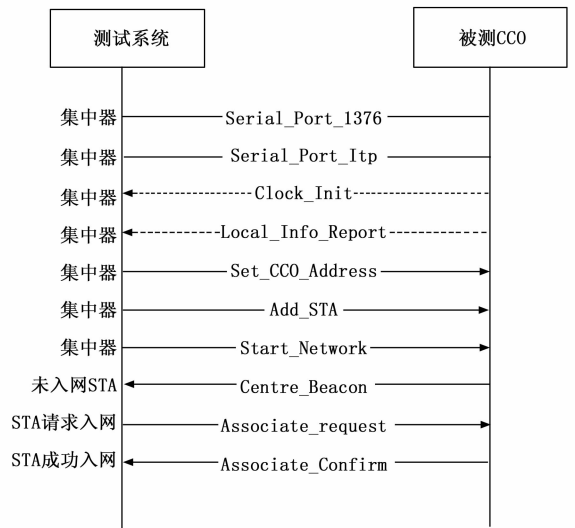 测试系统 被测CCO
集中器 Serial_Port_1376
集中器 Serial_Port_Itp
集中器 Clock_Init
集中器 Local_Info_Report
集中器 Set_CCO_Address
集中器 Add_STA
集中器 Start_Network
未入网STA Centre_Beacon
STA请求入网 Associate_request
STA成功入网 Associate_Confirm